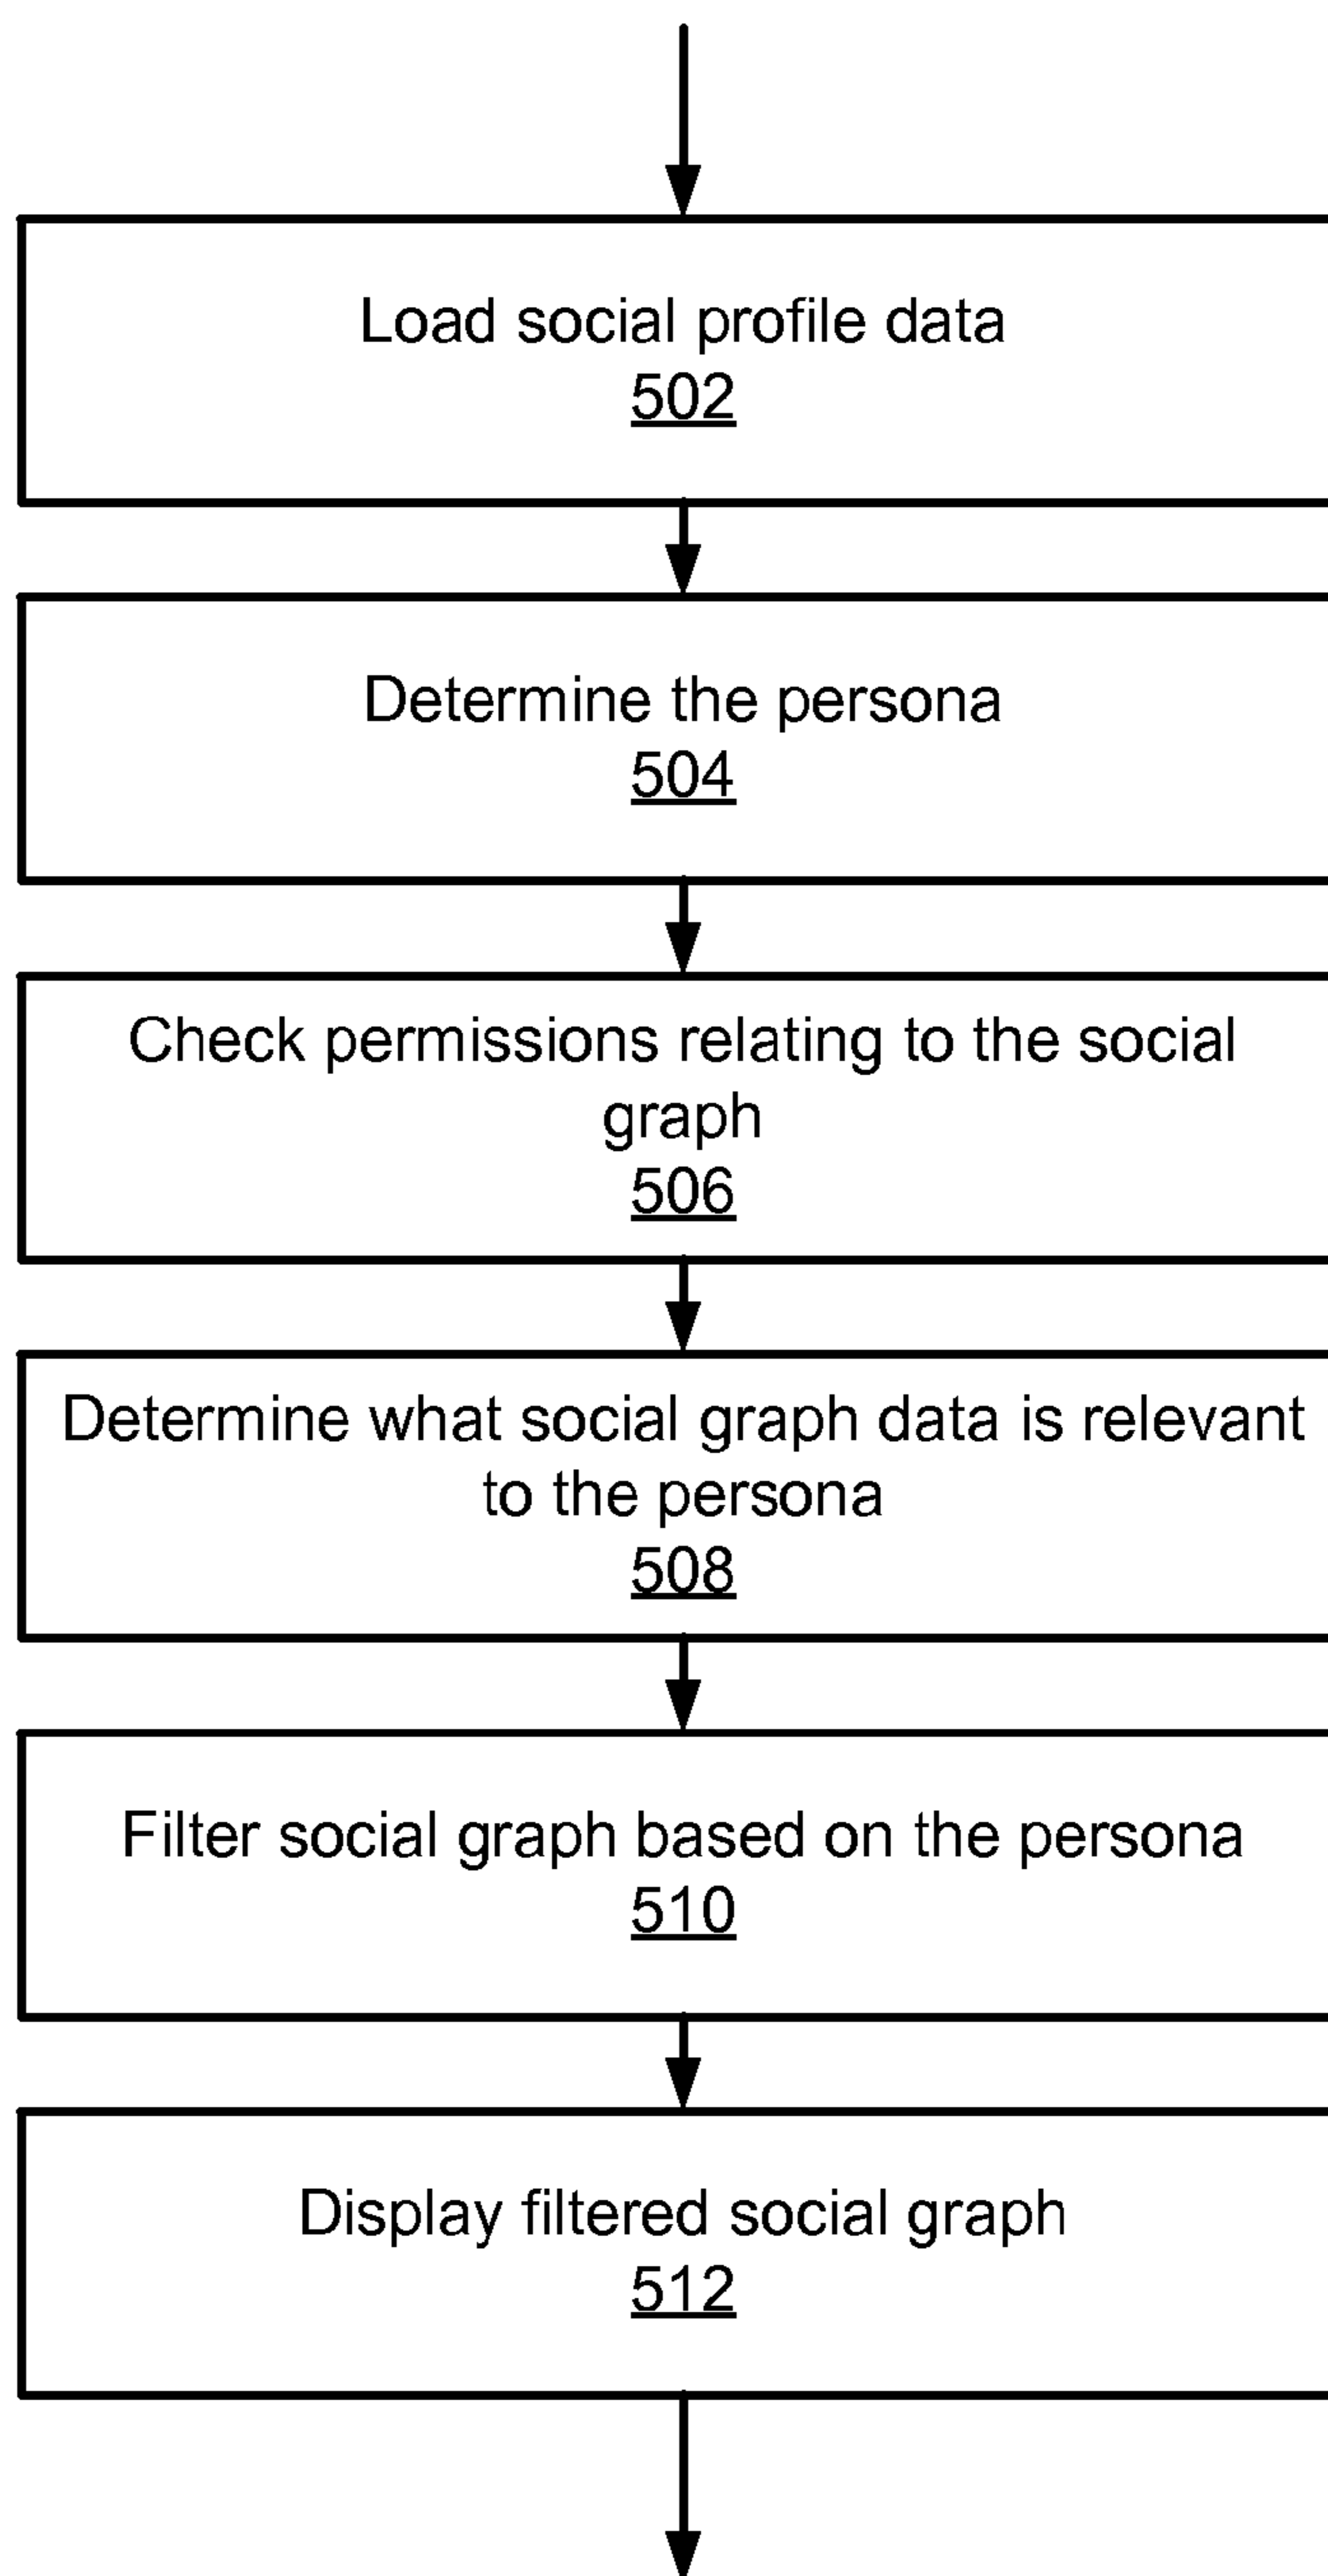 Load social profile data
502
Determine the persona
504
Check permissions relating to the social
graph
506
Determine what social graph data is relevant
to the persona
508
Filter social graph based on the persona
510
Display filtered social graph
512